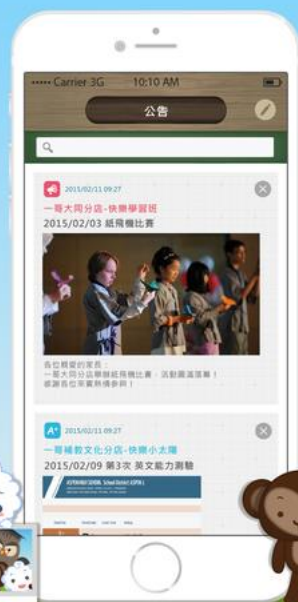 Carrier 3G 10:10 AM
公告
2015/02/11 09:27
一哥大同分店-快樂學習班
2015/02/03 紙飛機比賽
各位親愛的家長：
一哥大同分店舉辦紙飛機比賽，活動圓滿落幕！
感謝各位來賓熱情參與！
A+ 2015/02/11 09:27
一哥補教文化分店-快樂小太陽
2015/02/09 第3次 英文能力測驗